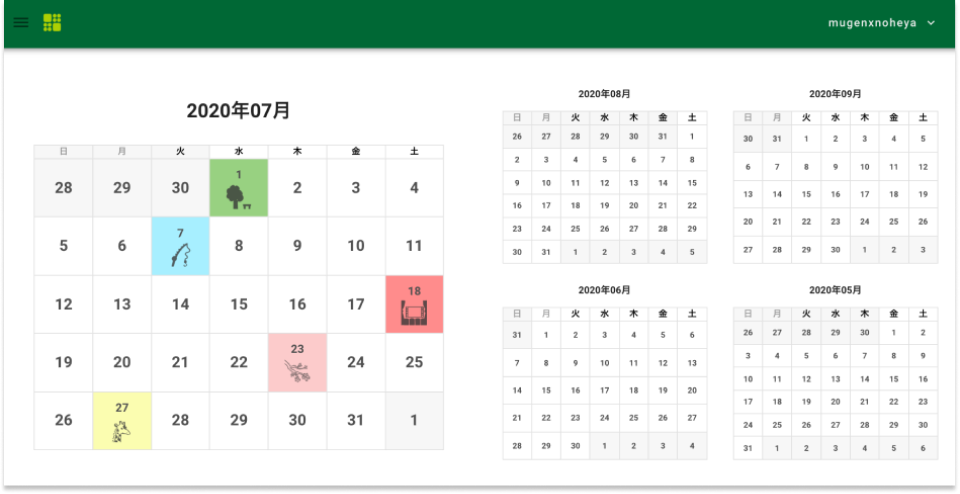 mugenxnoheya
2020年07月
日 月 火 水 木 金 土
28 29 30 1 2 3 4
5 6 7 8 9 10 11
12 13 14 15 16 17 18
19 20 21 22 23 24 25
26 27 28 29 30 31 1
2020年08月
日 月 火 水 木 金 土
26 27 28 29 30 31 1
2 3 4 5 6 7 8
9 10 11 12 13 14 15
16 17 18 19 20 21 22
23 24 25 26 27 28 29
30 31 1 2 3 4 5
2020年09月
日 月 火 水 木 金 土
30 31 1 2 3 4 5
6 7 8 9 10 11 12
13 14 15 16 17 18 19
20 21 22 23 24 25 26
27 28 29 30 1 2 3
2020年06月
日 月 火 水 木 金 土
31 1 2 3 4 5 6
7 8 9 10 11 12 13
14 15 16 17 18 19 20
21 22 23 24 25 26 27
28 29 30 1 2 3 4
2020年05月
日 月 火 水 木 金 土
26 27 28 29 30 1 2
3 4 5 6 7 8 9
10 11 12 13 14 15 16
17 18 19 20 21 22 23
24 25 26 27 28 29 30
31 1 2 3 4 5 6